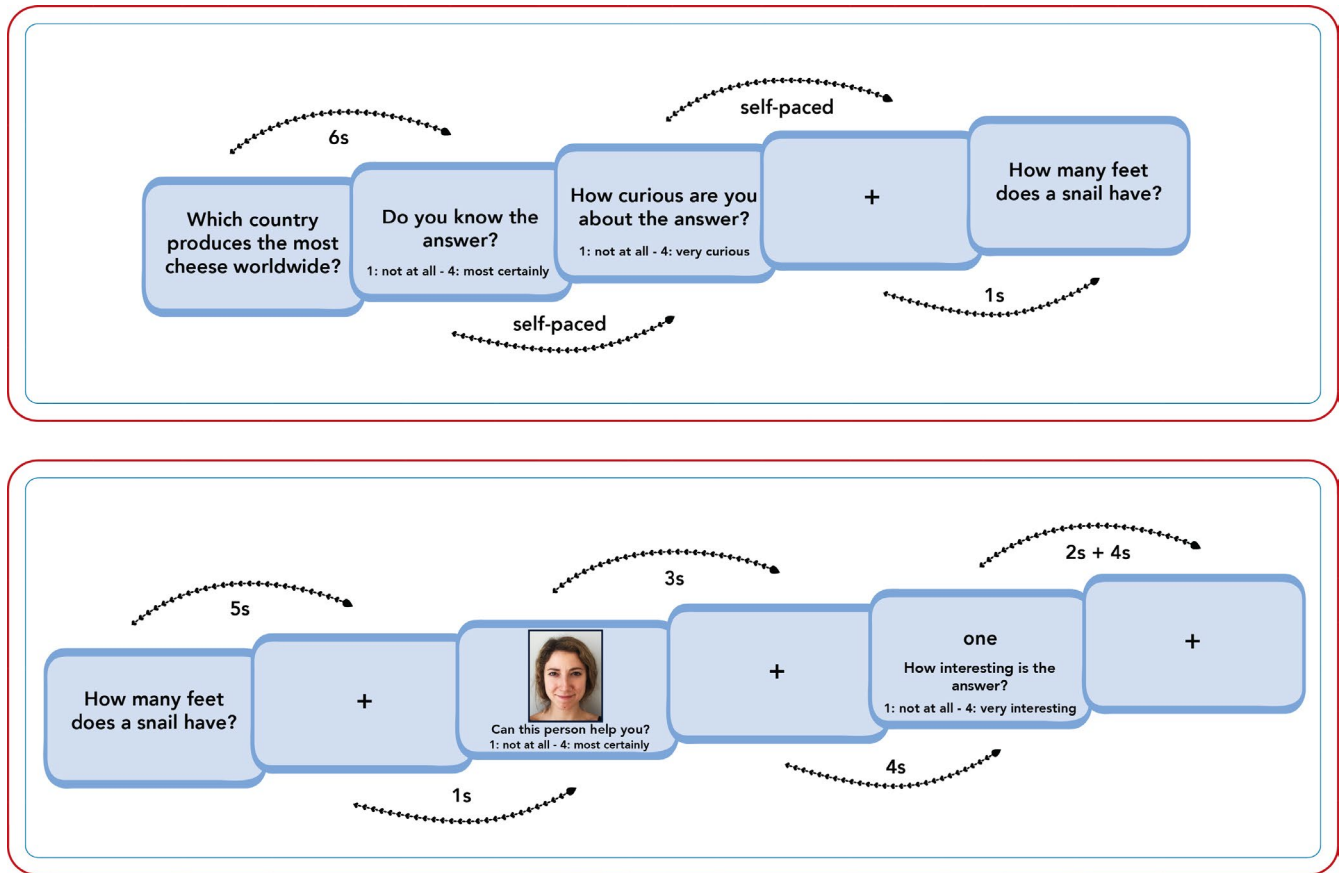 6s
self-paced
Which country
produces the most
cheese worldwide?
Do you know the
answer?
1: not at all - 4: most certainly
How curious are you
about the answer?
1: not at all - 4: very curious
+
How many feet
does a snail have?
self-paced
1s
5s
3s
2s + 4s
How many feet
does a snail have?
+
Can this person help you?
1: not at all - 4: most certainly
+
one
How interesting is the
answer?
1: not at all - 4: very interesting
+
1s
4s